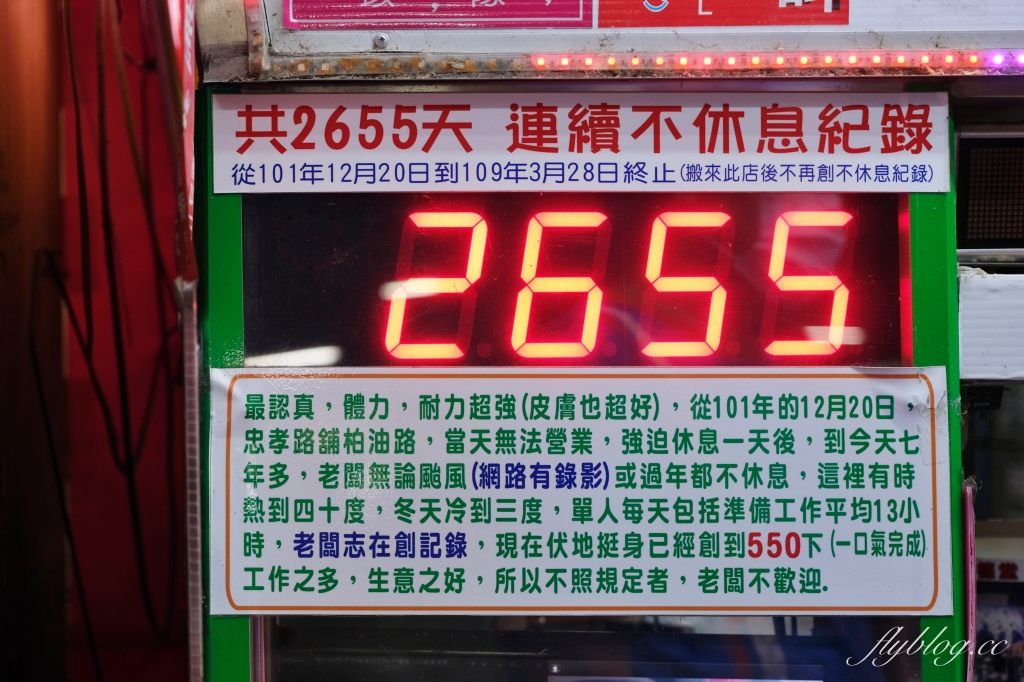 共2655天 連續不休息紀錄
從101年12月20日到109年3月28日終止(搬來此店後不再創不休息紀錄)
2655
最認真，體力，耐力超強(皮膚也超好)，從101年的12月20日，
忠孝路舖柏油路，當天無法營業，強迫休息一天後，到今天七
年多，老闆無論颱風(網路有錄影)或過年都不休息，這裡有時
熱到四十度，冬天冷到三度，單人每天包括準備工作平均13小
時，老闆志在創記錄，現在伏地挺身已經創到550下(一口氣完成)
工作之多，生意之好，所以不照規定者，老闆不歡迎.
flyblog.cc